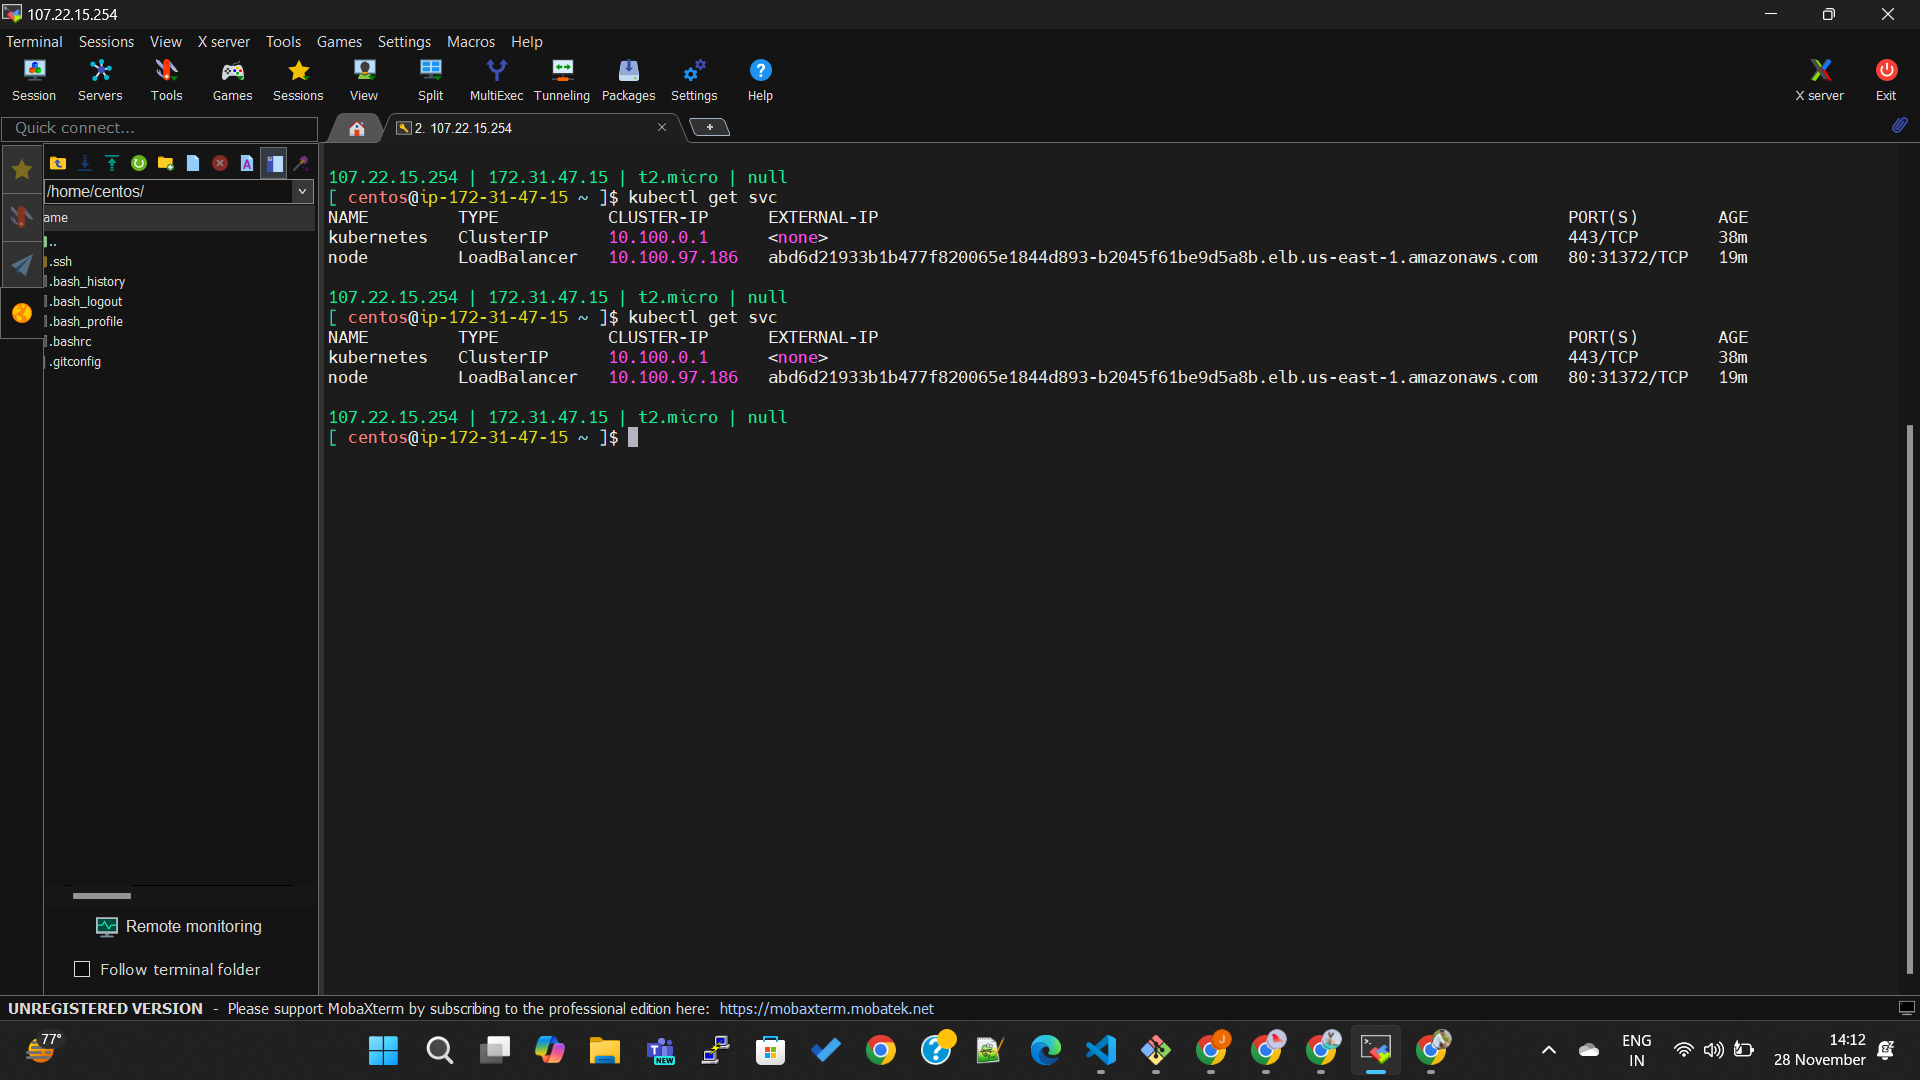 107.22.15.254
Terminal Sessions View X server Tools Games Settings Macros Help
Session Servers Tools Games Sessions View Split MultiExec Tunneling Packages Settings Help X server Exit
Quick connect...
2. 107.22.15.254
/home/centos/
ame
..
.ssh
.bash_history
.bash_logout
.bash_profile
.bashrc
.gitconfig
107.22.15.254 | 172.31.47.15 | t2.micro | null
[ centos@ip-172-31-47-15 ~ ]$ kubectl get svc
NAME TYPE CLUSTER-IP EXTERNAL-IP PORT(S) AGE
kubernetes ClusterIP 10.100.0.1 <none> 443/TCP 38m
node LoadBalancer 10.100.97.186 abd6d21933b1b477f820065e1844d893-b2045f61be9d5a8b.elb.us-east-1.amazonaws.com 80:31372/TCP 19m
107.22.15.254 | 172.31.47.15 | t2.micro | null
[ centos@ip-172-31-47-15 ~ ]$ kubectl get svc
NAME TYPE CLUSTER-IP EXTERNAL-IP PORT(S) AGE
kubernetes ClusterIP 10.100.0.1 <none> 443/TCP 38m
node LoadBalancer 10.100.97.186 abd6d21933b1b477f820065e1844d893-b2045f61be9d5a8b.elb.us-east-1.amazonaws.com 80:31372/TCP 19m
107.22.15.254 | 172.31.47.15 | t2.micro | null
[ centos@ip-172-31-47-15 ~ ]$
Remote monitoring
Follow terminal folder
UNREGISTERED VERSION - Please support MobaXterm by subscribing to the professional edition here: https://mobaxterm.mobatek.net
77°
NEW
J
ENG
IN
14:12
28 November